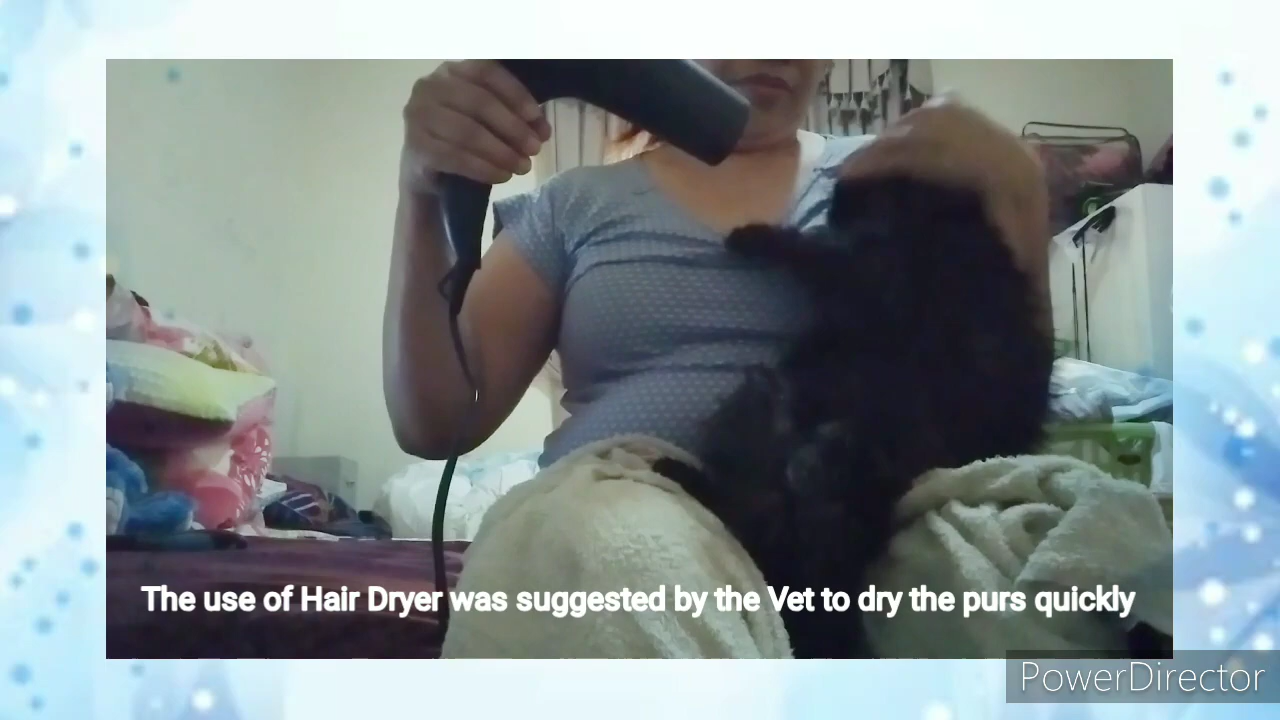 The use of Hair Dryer was suggested by the Vet to dry the purs quickly
PowerDirector